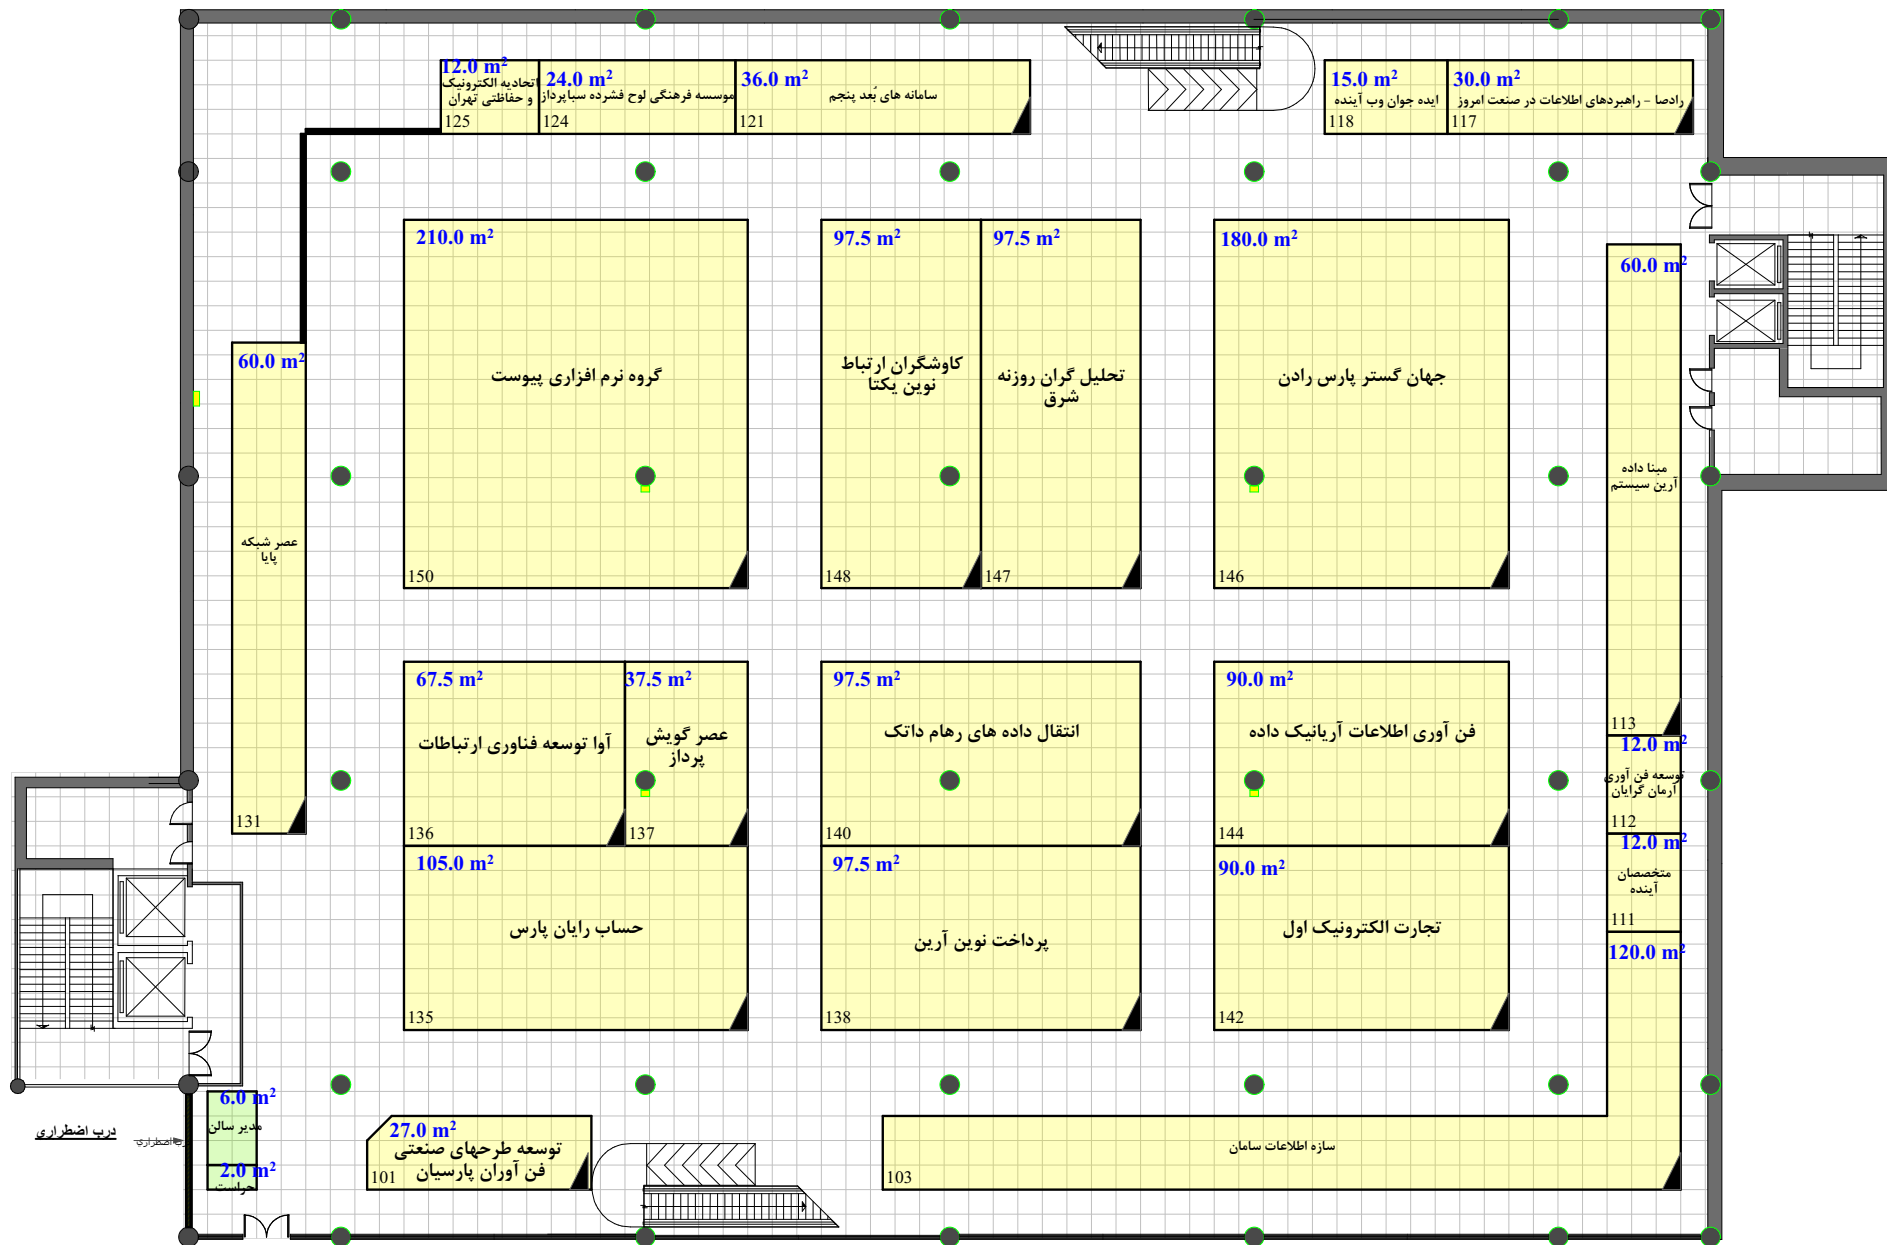 12.0 m²
اتحادیه الکترونیک
و حفاظتی تهران
125
24.0 m²
موسسه فرهنگی لوح فشرده سباپرداز
124
36.0 m²
سامانه های بُعد پنجم
121
15.0 m²
ایده جوان وب آینده
118
30.0 m²
رادصا - راهبردهای اطلاعات در صنعت امروز
117
210.0 m²
گروه نرم افزاری پیوست
150
97.5 m²
کاوشگران ارتباط
نوین یکتا
148
97.5 m²
تحلیل گران روزنه
شرق
147
180.0 m²
جهان گستر پارس رادن
146
60.0 m²
مبنا داده
آرین سیستم
113
60.0 m²
عصر شبکه
پایا
131
67.5 m²
آوا توسعه فناوری ارتباطات
136
37.5 m²
عصر گویش
پرداز
137
97.5 m²
انتقال داده های رهام داتک
140
90.0 m²
فن آوری اطلاعات آریانیک داده
144
12.0 m²
توسعه فن آوری
آرمان گرایان
112
12.0 m²
متخصصان
آینده
111
105.0 m²
حساب رایان پارس
135
97.5 m²
پرداخت نوین آرین
138
90.0 m²
تجارت الکترونیک اول
142
120.0 m²
سازه اطلاعات سامان
103
6.0 m²
مدیر سالن
2.0 m²
حراست
درب اضطراری
درب اضطراری
27.0 m²
توسعه طرحهای صنعتی
فن آوران پارسیان
101